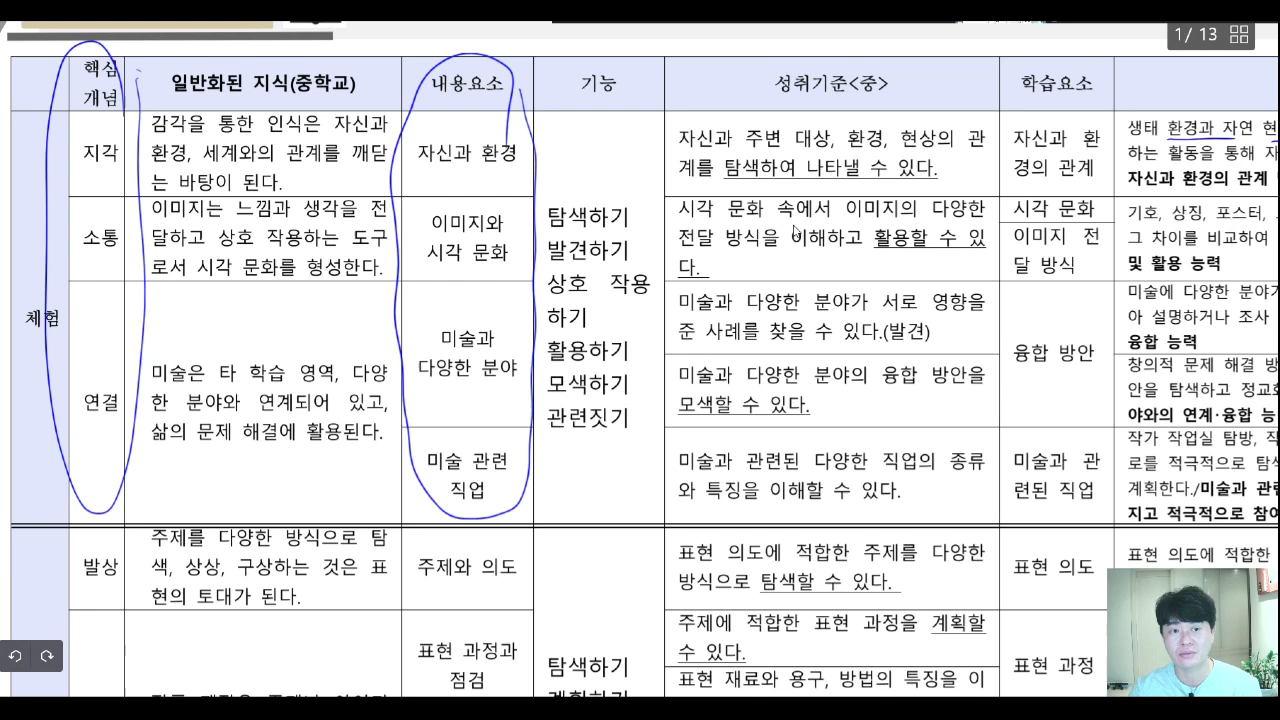 1 / 13
핵심
개념
일반화된 지식(중학교)
내용요소
기능
성취기준<중>
학습요소
체험
지각
감각을 통한 인식은 자신과
환경, 세계와의 관계를 깨닫
는 바탕이 된다.
자신과 환경
탐색하기
발견하기
상호 작용
하기
활용하기
모색하기
관련짓기
자신과 주변 대상, 환경, 현상의 관
계를 탐색하여 나타낼 수 있다.
자신과 환
경의 관계
생태 환경과 자연 현
하는 활동을 통해 자
자신과 환경의 관계
소통
이미지는 느낌과 생각을 전
달하고 상호 작용하는 도구
로서 시각 문화를 형성한다.
이미지와
시각 문화
시각 문화 속에서 이미지의 다양한
전달 방식을 이해하고 활용할 수 있
다.
시각 문화
이미지 전
달 방식
기호, 상징, 포스터,
그 차이를 비교하여
및 활용 능력
연결
미술은 타 학습 영역, 다양
한 분야와 연계되어 있고,
삶의 문제 해결에 활용된다.
미술과
다양한 분야
미술과 다양한 분야가 서로 영향을
준 사례를 찾을 수 있다.(발견)
미술과 다양한 분야의 융합 방안을
모색할 수 있다.
융합 방안
미술에 다양한 분야가
아 설명하거나 조사
융합 능력
창의적 문제 해결 방
안을 탐색하고 정교화
야와의 연계·융합 능
미술 관련
직업
미술과 관련된 다양한 직업의 종류
와 특징을 이해할 수 있다.
미술과 관
련된 직업
작가 작업실 탐방, 직
로를 적극적으로 탐색
계획한다./미술과 관련
지고 적극적으로 참여
발상
주제를 다양한 방식으로 탐
색, 상상, 구상하는 것은 표
현의 토대가 된다.
주제와 의도
표현 의도에 적합한 주제를 다양한
방식으로 탐색할 수 있다.
표현 의도
표현 의도에 적합한
표현 과정과
점검
탐색하기
주제에 적합한 표현 과정을 계획할
수 있다.
표현 재료와 용구, 방법의 특징을 이
표현 과정